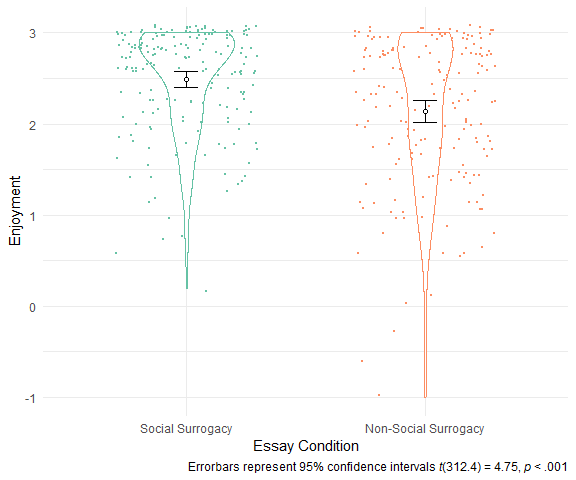 3
2
1
0
-1
Enjoyment
Social Surrogacy
Non-Social Surrogacy
Essay Condition
Errorbars represent 95% confidence intervals t(312.4) = 4.75, p < .001